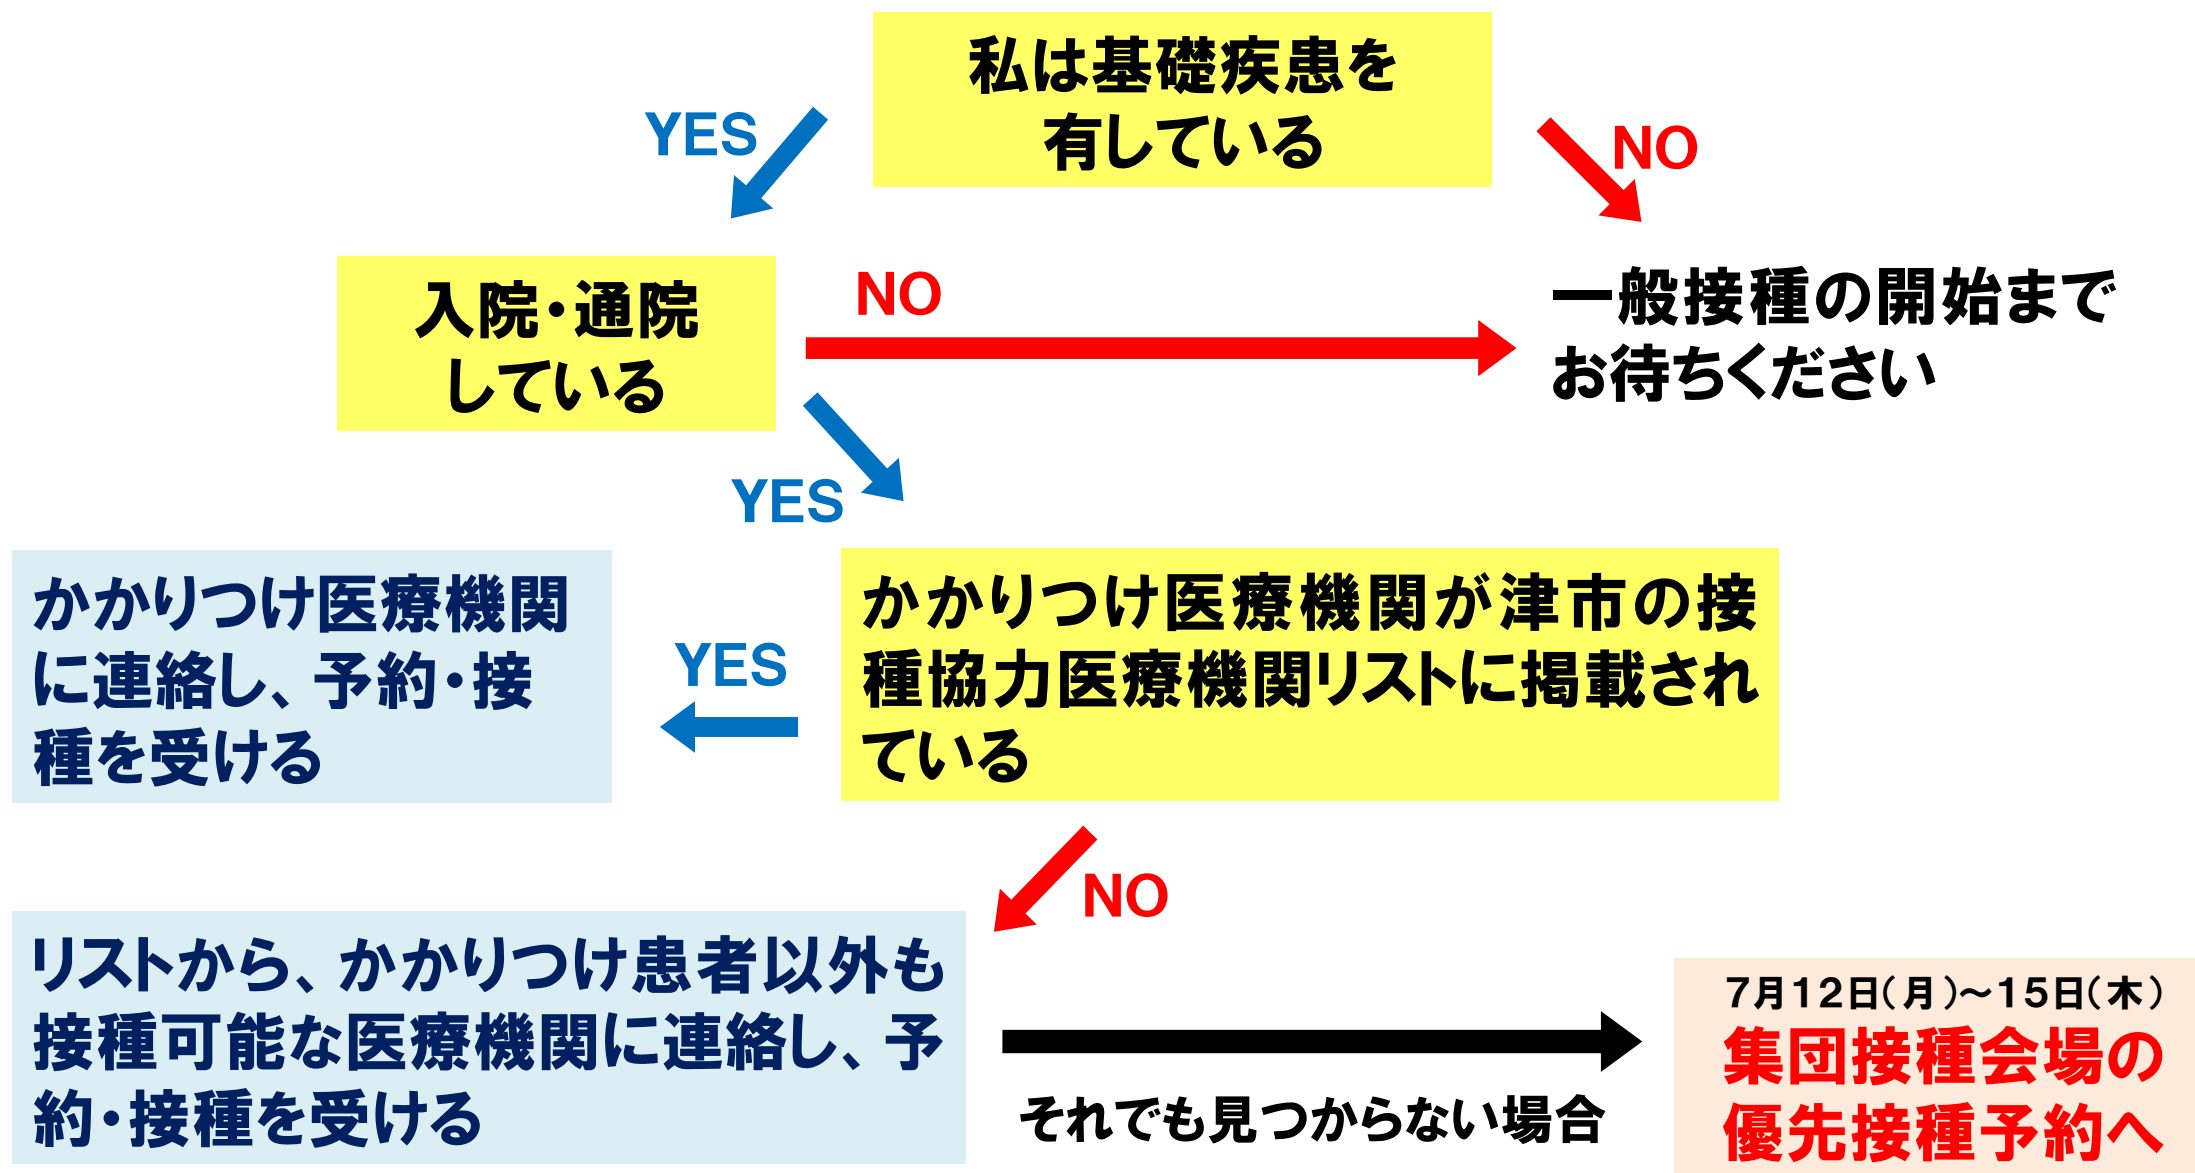 私は基礎疾患を
有している
YES
NO
入院・通院
している
NO
一般接種の開始まで
お待ちください
YES
かかりつけ医療機関
に連絡し、予約・接
種を受ける
YES
かかりつけ医療機関が津市の接
種協力医療機関リストに掲載され
ている
NO
リストから、かかりつけ患者以外も
接種可能な医療機関に連絡し、予
約・接種を受ける
それでも見つからない場合
7月12日(月)～15日(木)
集団接種会場の
優先接種予約へ